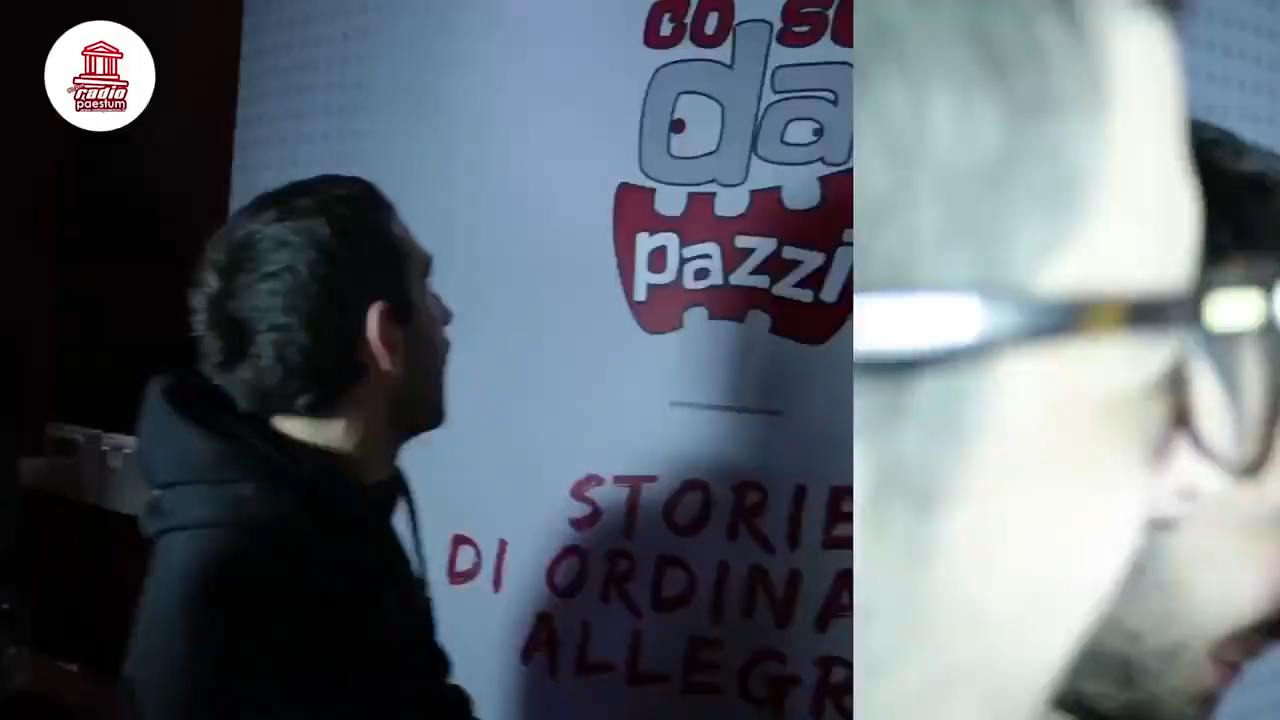 radio
paestum
CO SE
da
pazzi
STORIE
DI ORDINA
ALLEGR